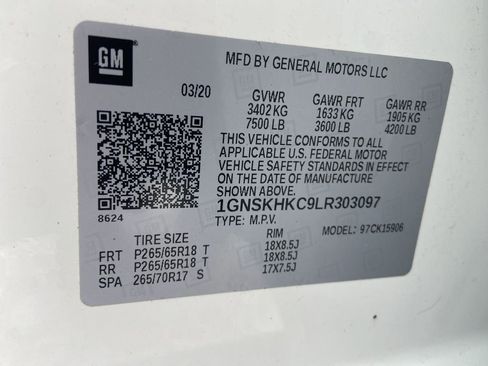 GM
MFD BY GENERAL MOTORS LLC
03/20 GVWR GAWR FRT GAWR RR
3402 KG 1633 KG 1905 KG
7500 LB 3600 LB 4200 LB
THIS VEHICLE CONFORMS TO ALL
APPLICABLE U.S. FEDERAL MOTOR
VEHICLE SAFETY STANDARDS IN EFFECT
ON THE DATE OF MANUFACTURE
SHOWN ABOVE.
1GNSKHKC9LR303097
8624
TYPE: M.P.V. MODEL: 97CK15906
TIRE SIZE RIM
FRT P265/65R18 T 18X8.5J
RR P265/65R18 T 18X8.5J
SPA 265/70R17 S 17X7.5J